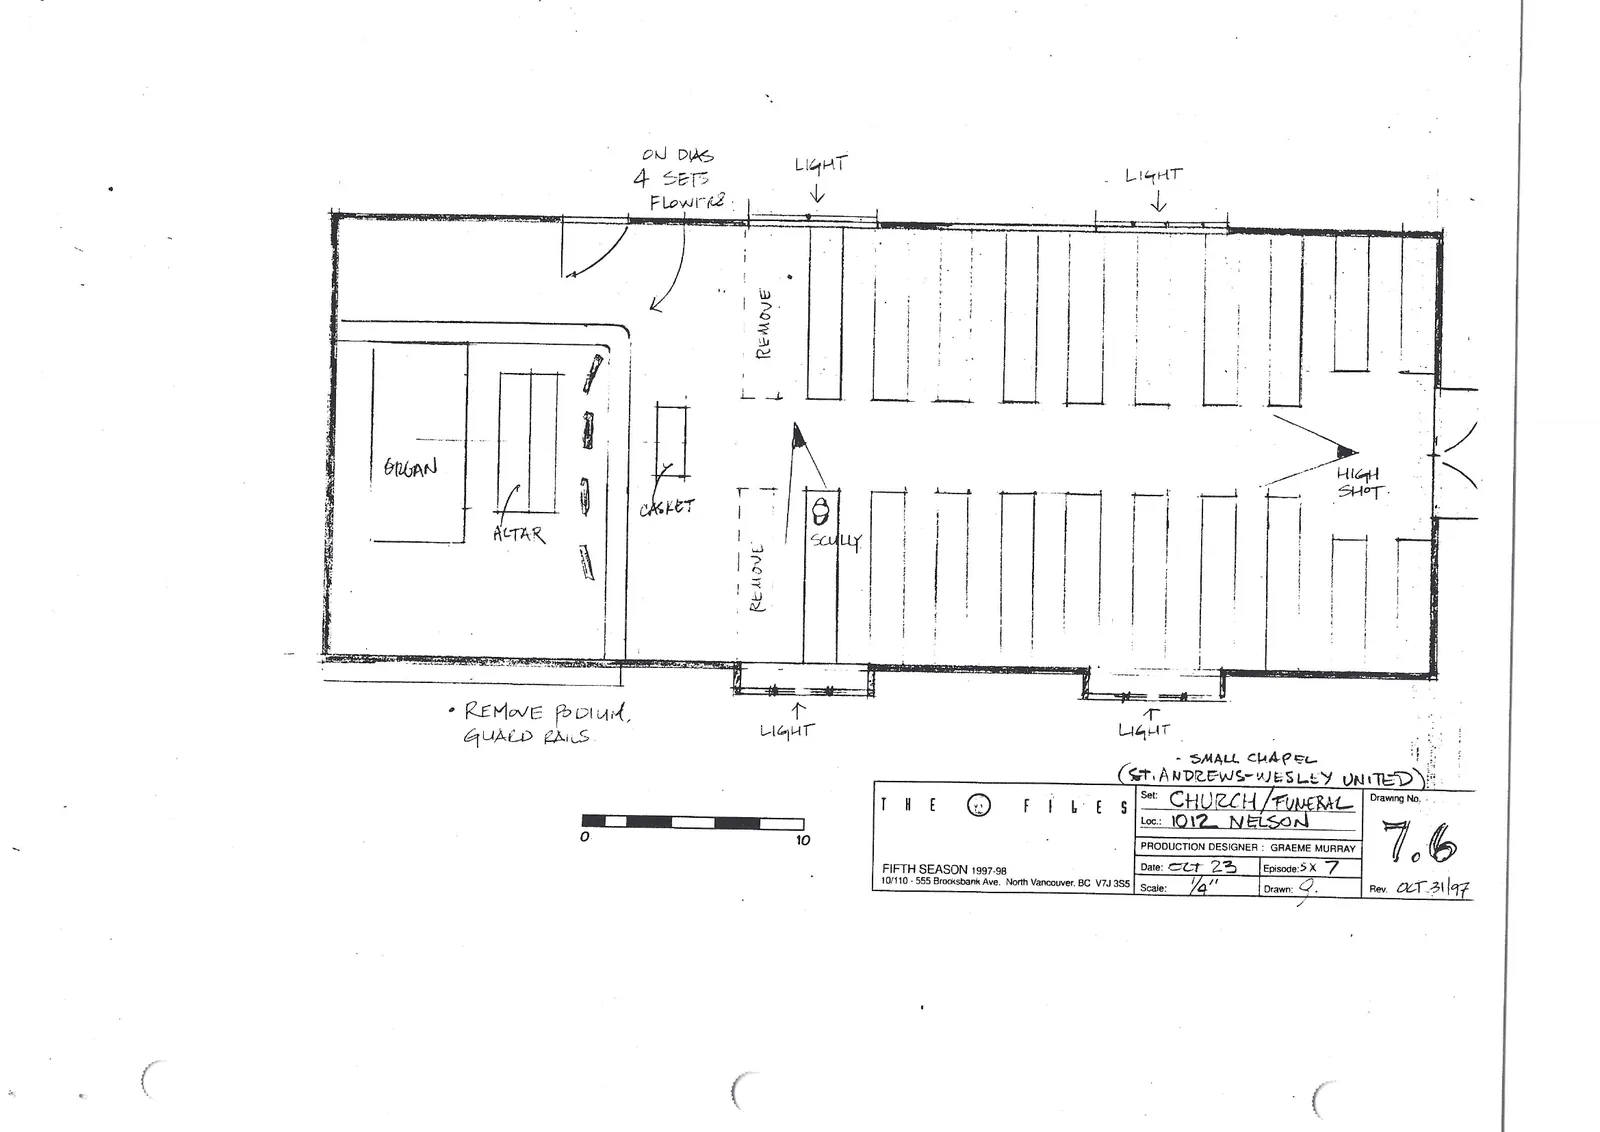 ON DIAS
4 SETS
FLOWERS.
LIGHT
LIGHT
REMOVE
ORGAN
ALTAR
CASKET
REMOVE
SCULLY
HIGH
SHOT.
• REMOVE PODIUM,
GUARD RAILS.
LIGHT
LIGHT
0 10
- SMALL CHAPEL
(ST. ANDREWS-WESLEY UNITED)
THE FILES
FIFTH SEASON 1997-98
10/110 - 555 Brooksbank Ave. North Vancouver. BC V7J 3S5
Set: CHURCH/FUNERAL
Loc.: 1012 NELSON
PRODUCTION DESIGNER : GRAEME MURRAY
Date: OCT 23 Episode: 5X 7
Scale: 1/4" Drawn: G.
Drawing No.
7.6
Rev. OCT. 31/97